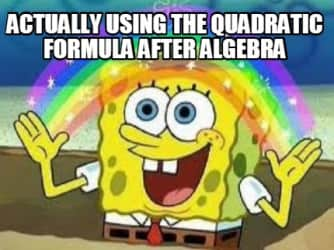 ACTUALLY USING THE QUADRATIC
FORMULA AFTER ALGEBRA